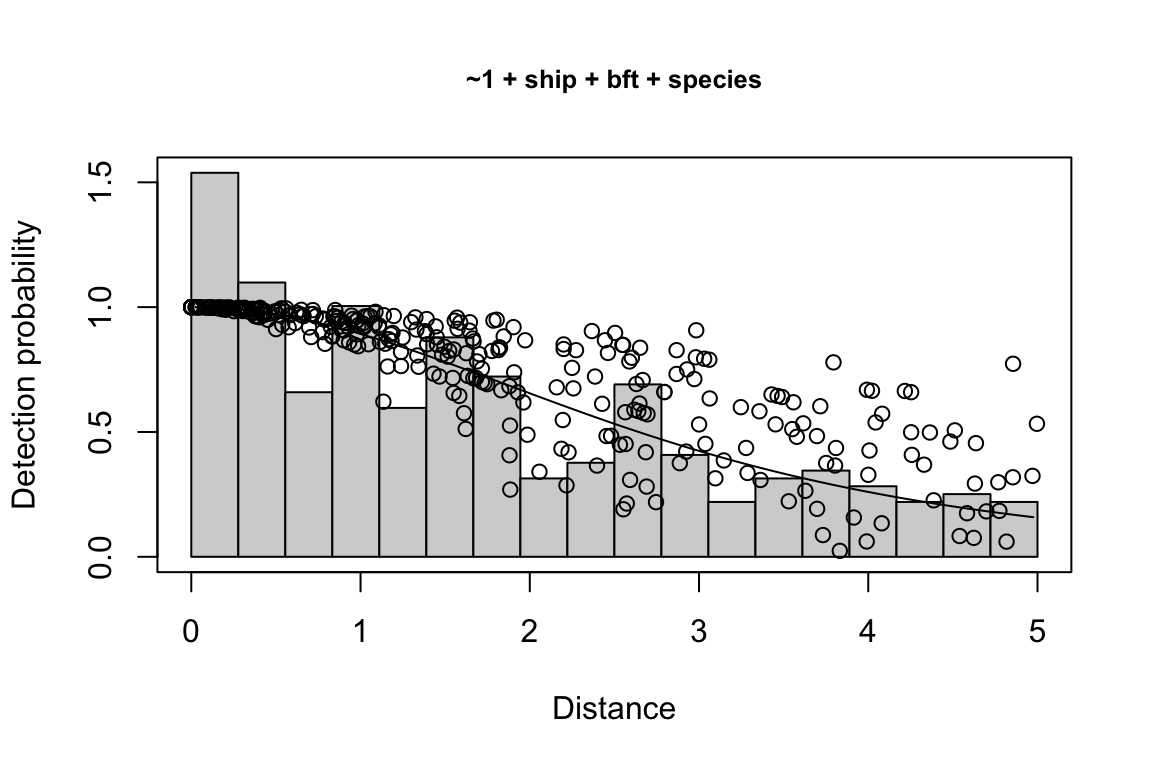 ~1 + ship + bft + species
Detection probability
1.5
1.0
0.5
0.0
0 1 2 3 4 5
Distance